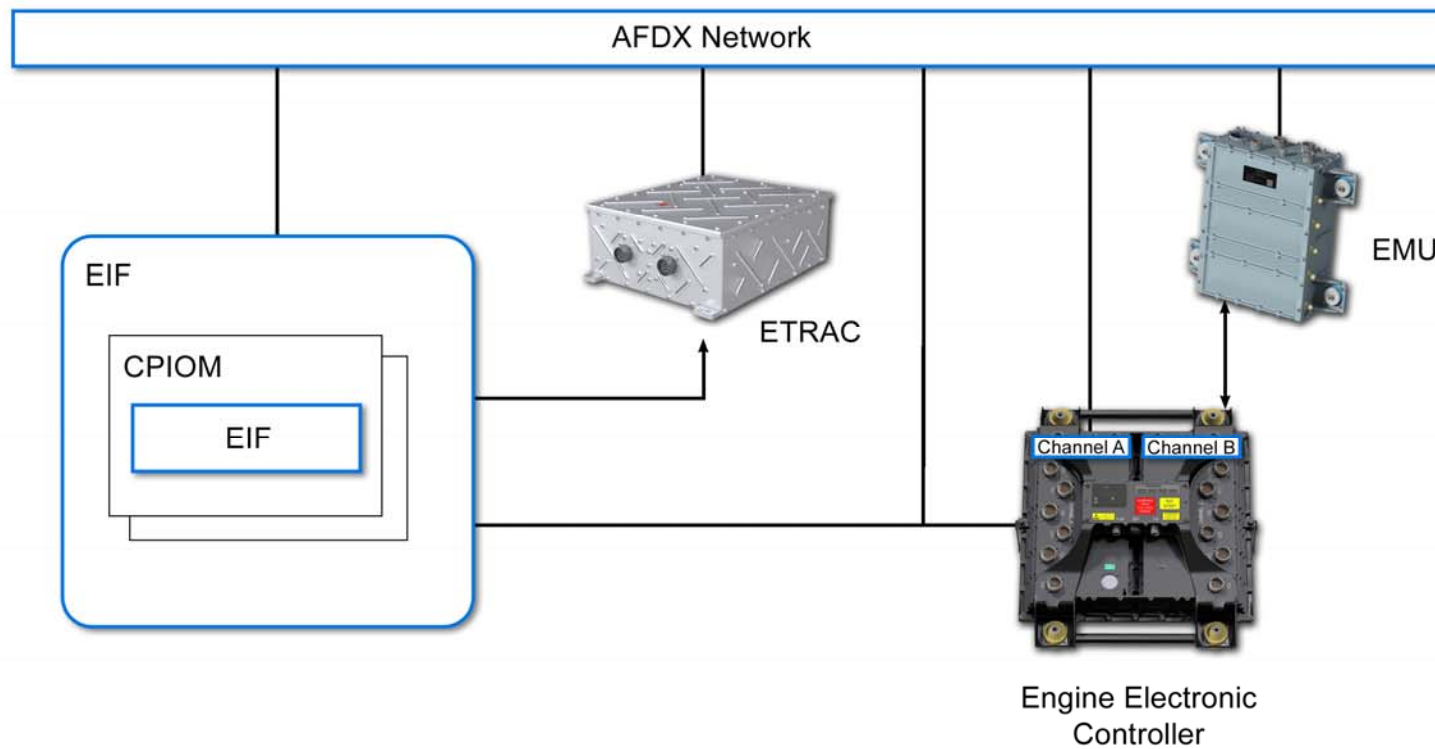 AFDX Network
EIF
CPIOM
EIF
ETRAC
EMU
Channel A
Channel B
Engine Electronic
Controller